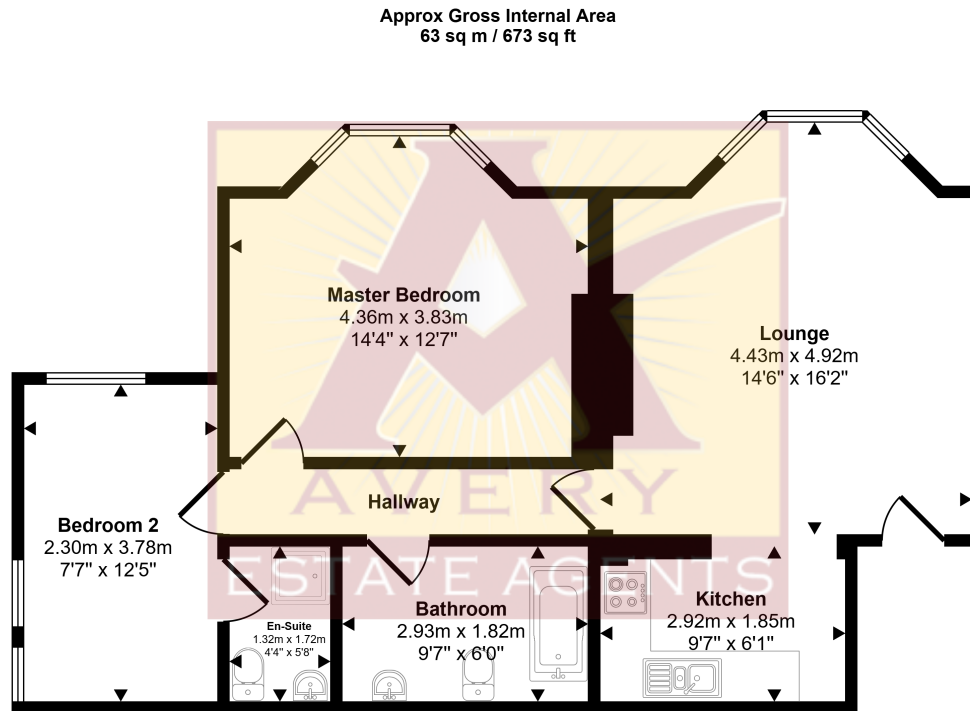 Approx Gross Internal Area
63 sq m / 673 sq ft
Master Bedroom
4.36m x 3.83m
14'4" x 12'7"
Lounge
4.43m x 4.92m
14'6" x 16'2"
AVERY
Hallway
Bedroom 2
2.30m x 3.78m
7'7" x 12'5"
ESTATE AGENTS
En-Suite
1.32m x 1.72m
4'4" x 5'8"
Bathroom
2.93m x 1.82m
9'7" x 6'0"
Kitchen
2.92m x 1.85m
9'7" x 6'1"